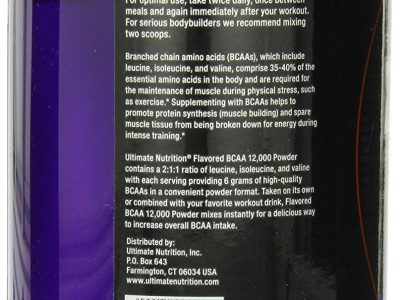 For optimal use, take twice daily, once between
meals and again immediately after your workout.
For serious bodybuilders we recommend mixing
two scoops.
Branched chain amino acids (BCAAs), which include
leucine, isoleucine, and valine, comprise 35-40% of the
essential amino acids in the body and are required for
the maintenance of muscle during physical stress, such
as exercise.* Supplementing with BCAAs helps to
promote protein synthesis (muscle building) and spare
muscle tissue from being broken down for energy during
intense training.*
Ultimate Nutrition® Flavored BCAA 12,000 Powder
contains a 2:1:1 ratio of leucine, isoleucine, and valine
with each serving providing 6 grams of high-quality
BCAAs in a convenient powder format. Taken on its own
or combined with your favorite workout drink, Flavored
BCAA 12,000 Powder mixes instantly for a delicious way
to increase overall BCAA intake.
Distributed by:
Ultimate Nutrition, Inc.
P.O. Box 643
Farmington, CT 06034 USA
www.ultimatenutrition.com